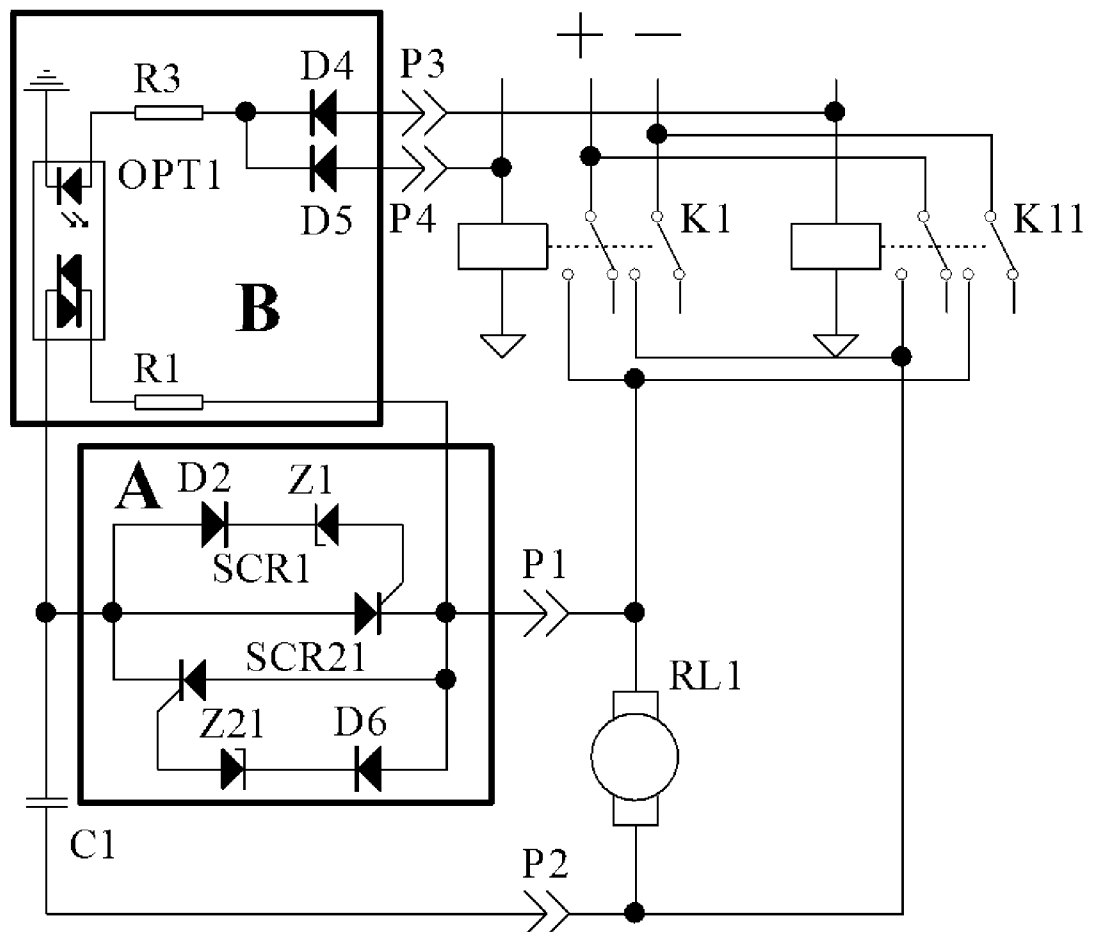 + −
R3
D4
P3
OPT1
D5
P4
K1
K11
B
R1
A
D2
Z1
SCR1
P1
SCR21
RL1
Z21
D6
C1
P2